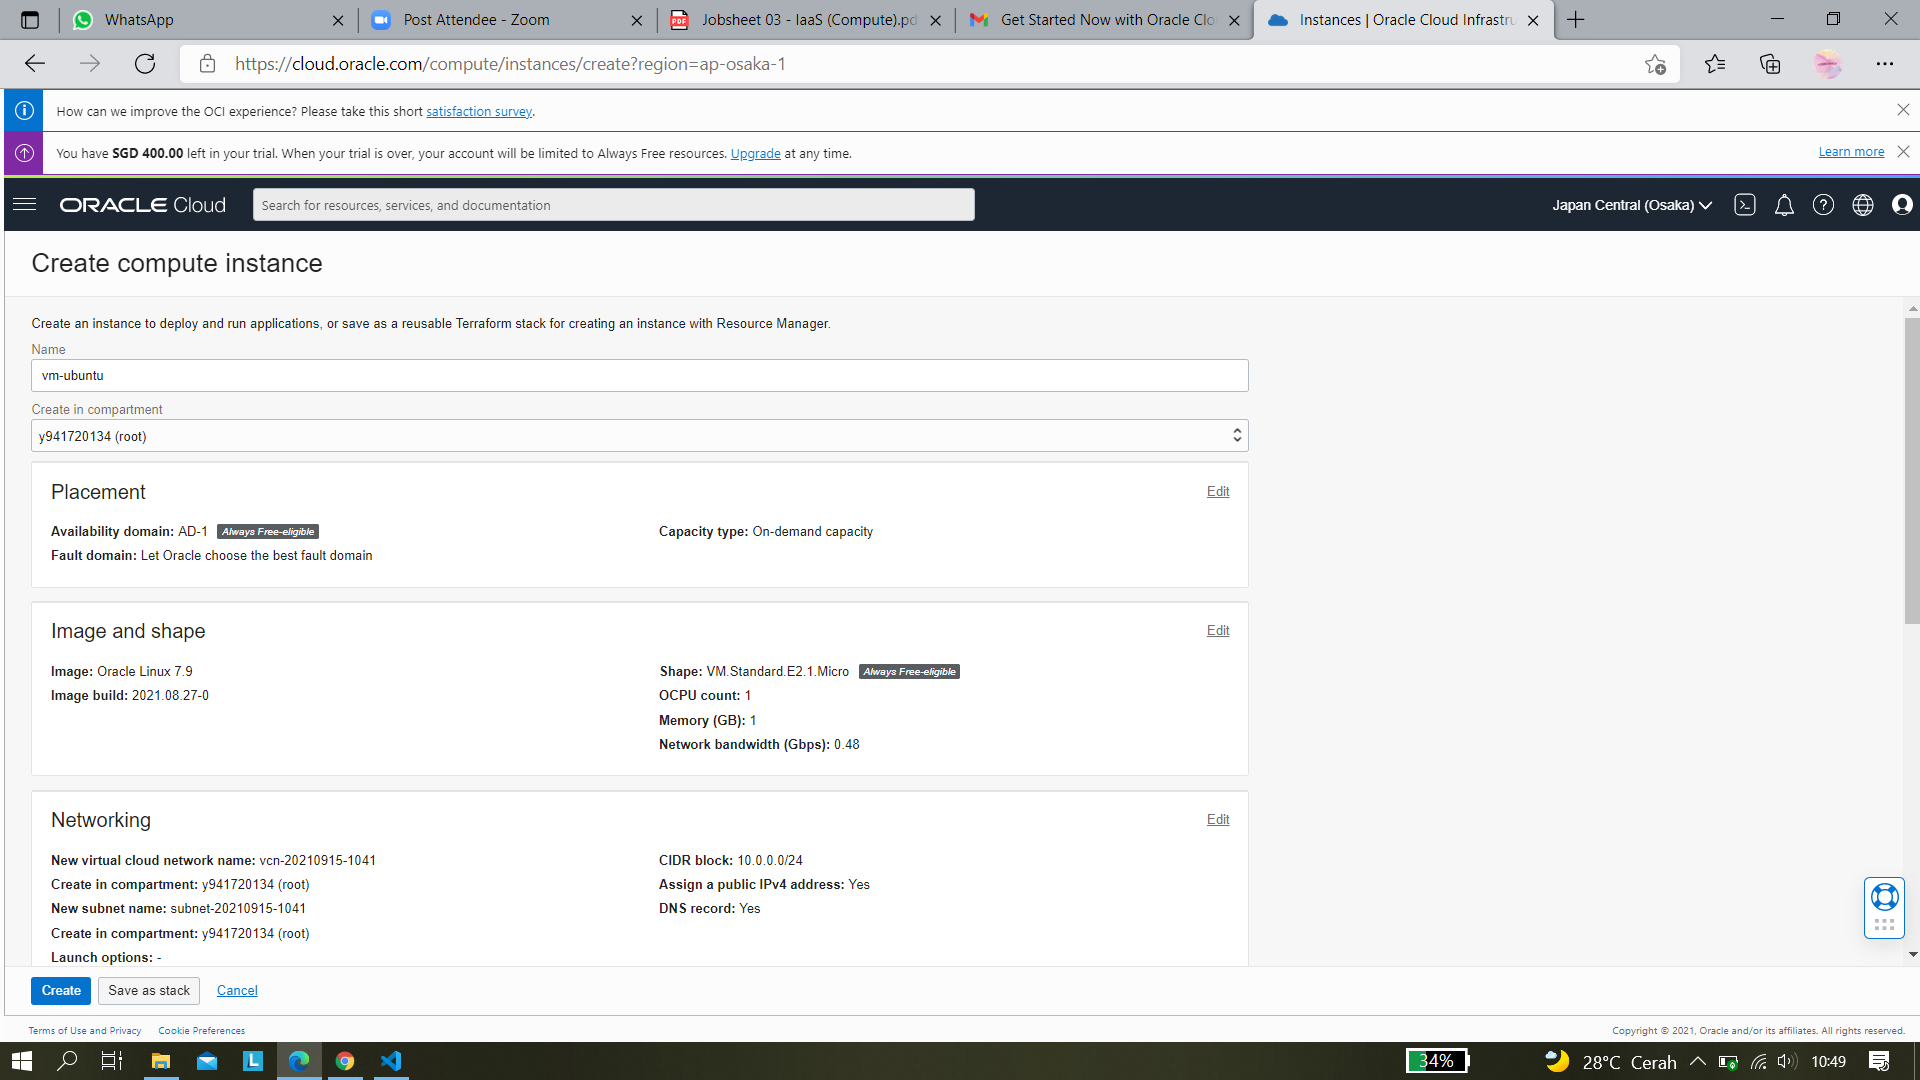 WhatsApp
Post Attendee - Zoom
Jobsheet 03 - IaaS (Compute).pd
Get Started Now with Oracle Clo
Instances | Oracle Cloud Infrastru
https://cloud.oracle.com/compute/instances/create?region=ap-osaka-1
How can we improve the OCI experience? Please take this short satisfaction survey.
You have SGD 400.00 left in your trial. When your trial is over, your account will be limited to Always Free resources. Upgrade at any time.
Learn more
ORACLE Cloud
Search for resources, services, and documentation
Japan Central (Osaka)
Create compute instance
Create an instance to deploy and run applications, or save as a reusable Terraform stack for creating an instance with Resource Manager.
Name
vm-ubuntu
Create in compartment
y941720134 (root)
Placement
Edit
Availability domain: AD-1 Always Free-eligible
Capacity type: On-demand capacity
Fault domain: Let Oracle choose the best fault domain
Image and shape
Edit
Image: Oracle Linux 7.9
Image build: 2021.08.27-0
Shape: VM.Standard.E2.1.Micro Always Free-eligible
OCPU count: 1
Memory (GB): 1
Network bandwidth (Gbps): 0.48
Networking
Edit
New virtual cloud network name: vcn-20210915-1041
Create in compartment: y941720134 (root)
New subnet name: subnet-20210915-1041
Create in compartment: y941720134 (root)
Launch options: -
CIDR block: 10.0.0.0/24
Assign a public IPv4 address: Yes
DNS record: Yes
Create
Save as stack
Cancel
Terms of Use and Privacy
Cookie Preferences
Copyright © 2021, Oracle and/or its affiliates. All rights reserved.
34%
28°C Cerah
10:49